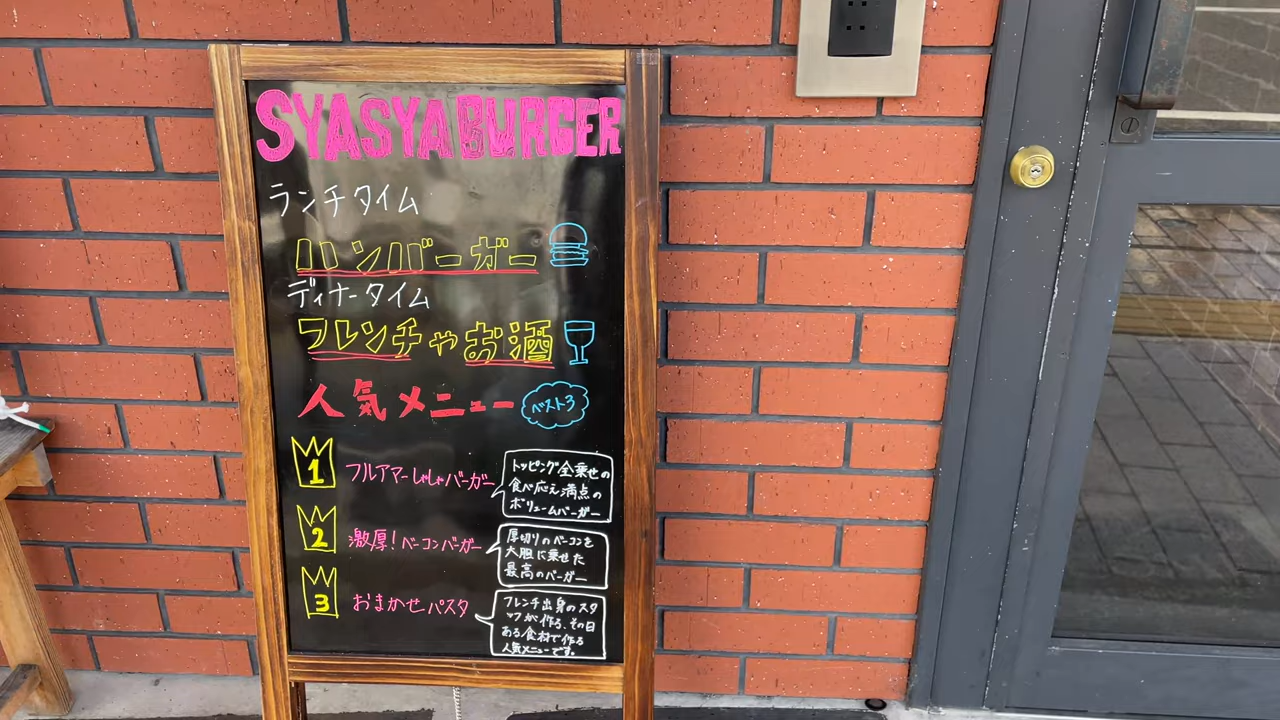 SYASYA BURGER
ランチタイム
ハンバーガー
ディナータイム
フレンチやお酒
人気メニュー
ベスト3
1
フルアマーしゃしゃバーガー
トッピング全乗せの
食べ応え満点の
ボリュームバーガー
2
激厚!ベーコンバーガー
厚切りのベーコンを
大胆に乗せた
最高のバーガー
3
おまかせパスタ
フレンチ出身のスタ
ッフが作る、その日
ある食材で作る
人気メニューです。